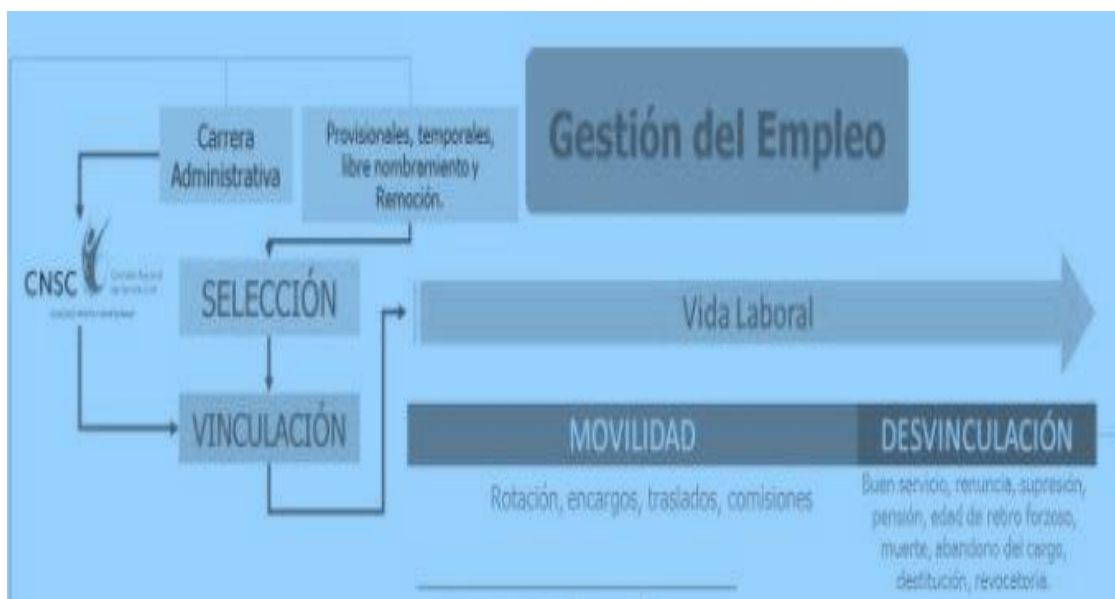 Gestión del Empleo
Carrera
Administrativa
Provisionales, temporales,
libre nombramiento y
Remoción.
CNSC
SELECCIÓN
VINCULACIÓN
Vida Laboral
MOVILIDAD
Rotación, encargos, traslados, comisiones
DESVINCULACIÓN
Buen servicio, renuncia, supresión,
pensión, edad de retiro forzoso,
muerte, abandono del cargo,
destitución, revocatoria.